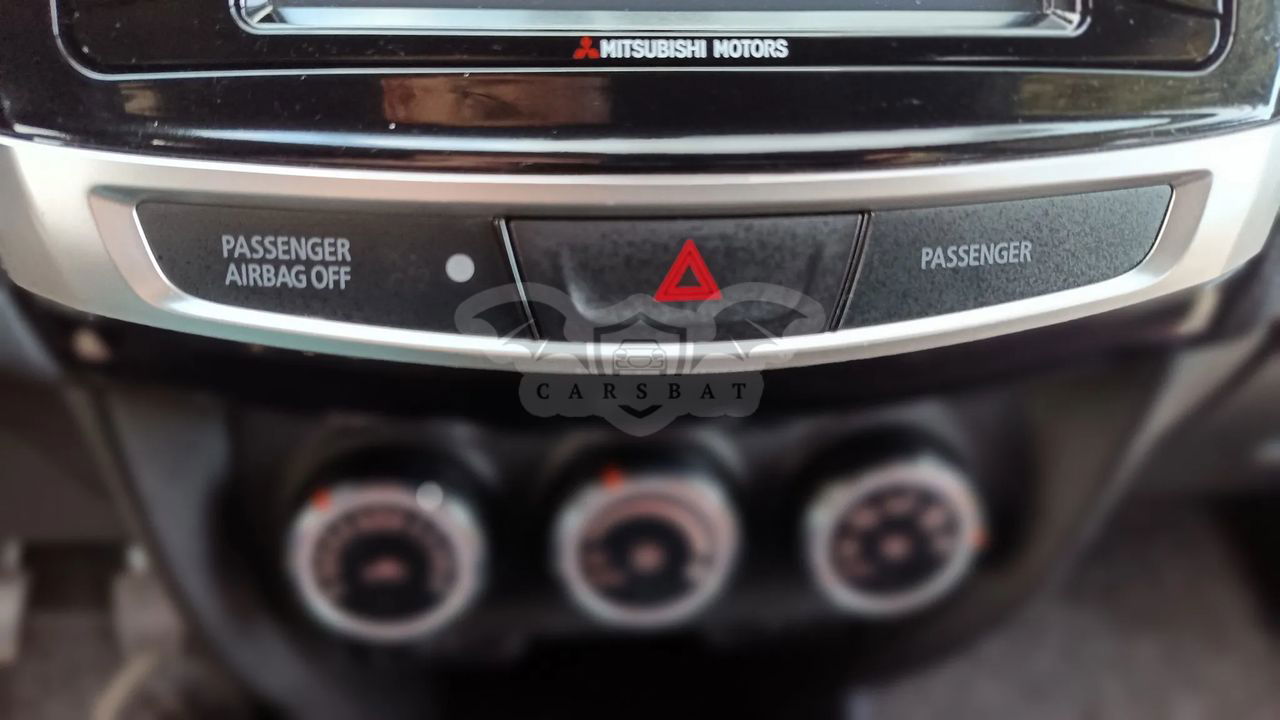 MITSUBISHI MOTORS
PASSENGER
AIRBAG OFF
PASSENGER
CARSBAT